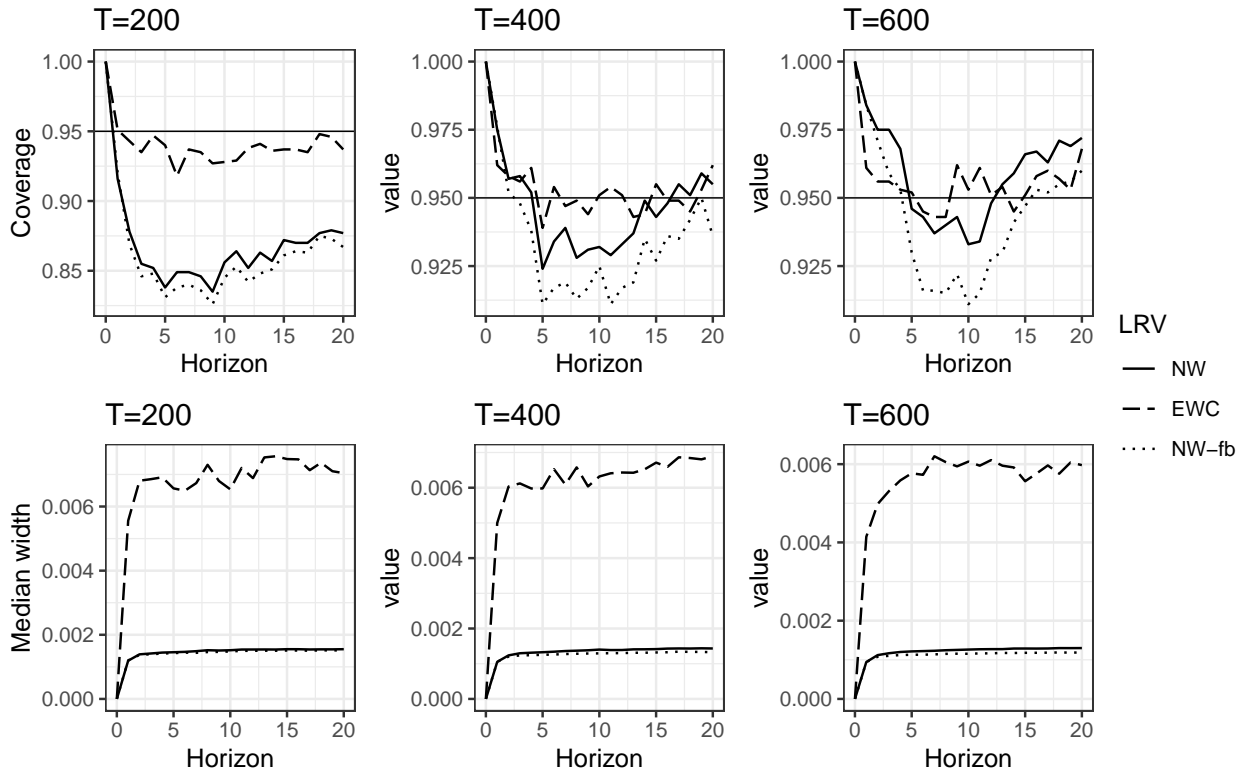 T=200
T=400
T=600
Coverage
1.00
0.95
0.90
0.85
0
5
10
15
20
Horizon
value
1.000
0.975
0.950
0.925
0
5
10
15
20
Horizon
value
1.000
0.975
0.950
0.925
0
5
10
15
20
Horizon
T=200
T=400
T=600
Median width
0.006
0.004
0.002
0.000
0
5
10
15
20
Horizon
value
0.006
0.004
0.002
0.000
0
5
10
15
20
Horizon
value
0.006
0.004
0.002
0.000
0
5
10
15
20
Horizon
LRV
NW
EWC
NW−fb